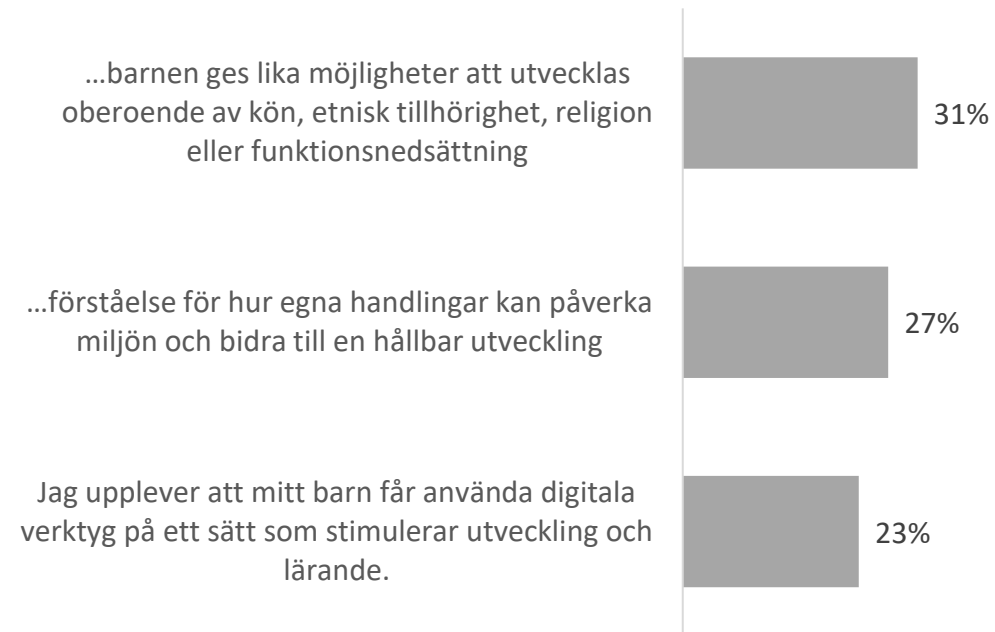 …barnen ges lika möjligheter att utvecklas
oberoende av kön, etnisk tillhörighet, religion
eller funktionsnedsättning
31%
…förståelse för hur egna handlingar kan påverka
miljön och bidra till en hållbar utveckling
27%
Jag upplever att mitt barn får använda digitala
verktyg på ett sätt som stimulerar utveckling och
lärande.
23%